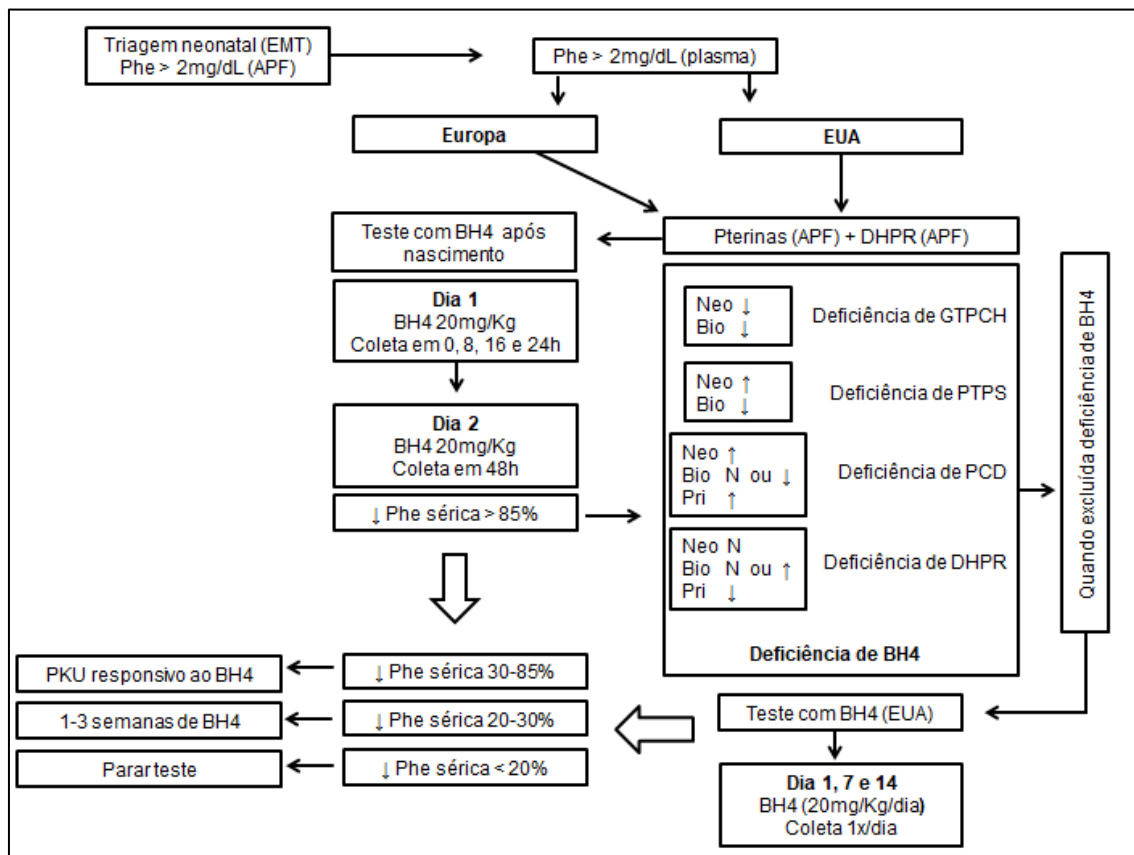 Triagem neonatal (EMT)
Phe > 2mg/dL (APF)
Phe > 2mg/dL (plasma)
Europa
EUA
Teste com BH4 após
nascimento
Pterinas (APF) + DHPR (APF)
Dia 1
BH4 20mg/Kg
Coleta em 0, 8, 16 e 24h
Dia 2
BH4 20mg/Kg
Coleta em 48h
↓ Phe sérica > 85%
Neo ↓
Bio ↓
Deficiência de GTPCH
Neo ↑
Bio ↓
Deficiência de PTPS
Neo ↑
Bio N ou ↓
Pri ↑
Deficiência de PCD
Neo N
Bio N ou ↑
Pri ↓
Deficiência de DHPR
Deficiência de BH4
Quando excluída deficiência de BH4
PKU responsivo ao BH4
↓ Phe sérica 30-85%
1-3 semanas de BH4
↓ Phe sérica 20-30%
Parar teste
↓ Phe sérica < 20%
Teste com BH4 (EUA)
Dia 1, 7 e 14
BH4 (20mg/Kg/dia)
Coleta 1x/dia